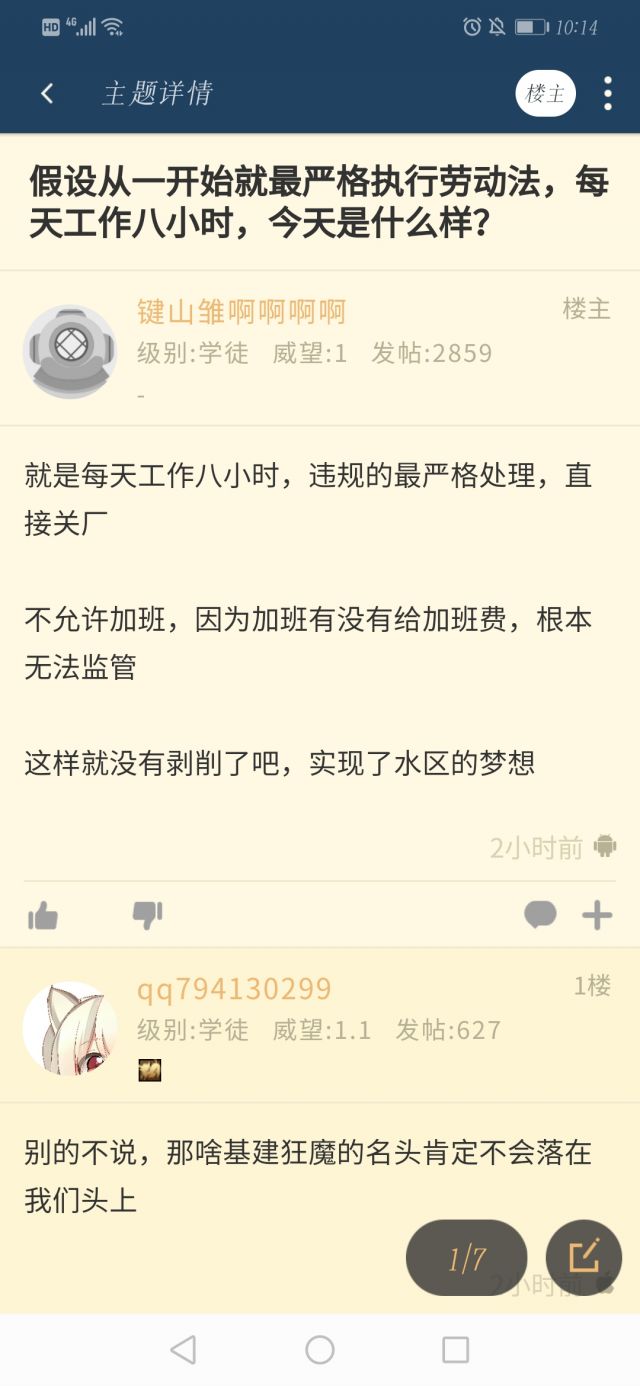 HD 4G 10:14
主题详情 楼主
假设从一开始就最严格执行劳动法，每
天工作八小时，今天是什么样？
键山雏啊啊啊啊 楼主
级别:学徒 威望:1 发帖:2859
-
就是每天工作八小时，违规的最严格处理，直
接关厂
不允许加班，因为加班有没有给加班费，根本
无法监管
这样就没有剥削了吧，实现了水区的梦想
2小时前
qq794130299 1楼
级别:学徒 威望:1.1 发帖:627
别的不说，那啥基建狂魔的名头肯定不会落在
我们头上
1/7
2小时前